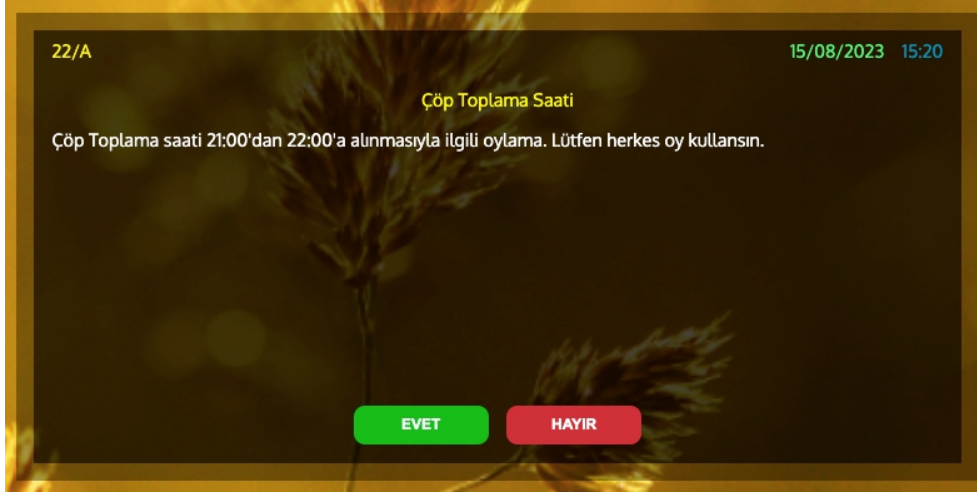 22/A
15/08/2023 15:20
Çöp Toplama Saati
Çöp Toplama saati 21:00'dan 22:00'a alınmasıyla ilgili oylama. Lütfen herkes oy kullansın.
EVET
HAYIR